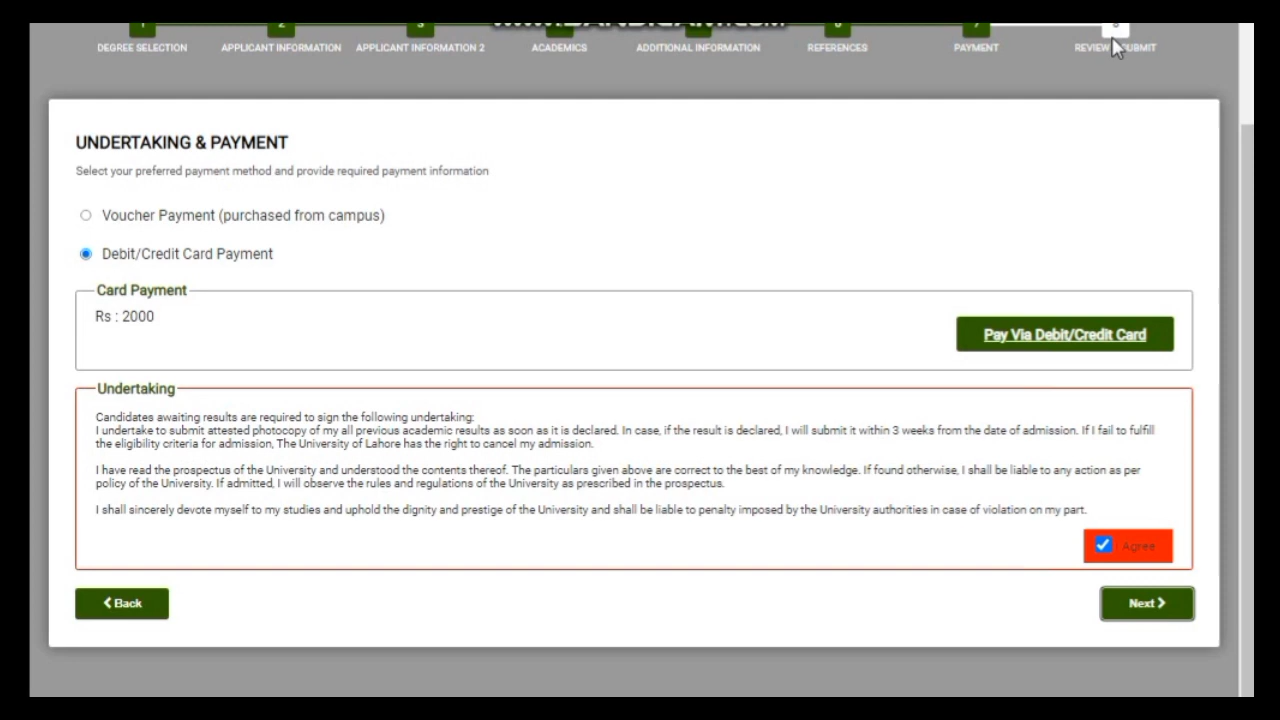 1 2 3 6 7 8
DEGREE SELECTION APPLICANT INFORMATION APPLICANT INFORMATION 2 ACADEMICS ADDITIONAL INFORMATION REFERENCES PAYMENT REVIEW SUBMIT
UNDERTAKING & PAYMENT
Select your preferred payment method and provide required payment information
Voucher Payment (purchased from campus)
Debit/Credit Card Payment
Card Payment
Rs : 2000
Pay Via Debit/Credit Card
Undertaking
Candidates awaiting results are required to sign the following undertaking:
I undertake to submit attested photocopy of my all previous academic results as soon as it is declared. In case, if the result is declared, I will submit it within 3 weeks from the date of admission. If I fail to fulfill
the eligibility criteria for admission, The University of Lahore has the right to cancel my admission.
I have read the prospectus of the University and understood the contents thereof. The particulars given above are correct to the best of my knowledge. If found otherwise, I shall be liable to any action as per
policy of the University. If admitted, I will observe the rules and regulations of the University as prescribed in the prospectus.
I shall sincerely devote myself to my studies and uphold the dignity and prestige of the University and shall be liable to penalty imposed by the University authorities in case of violation on my part.
I Agree
Back
Next